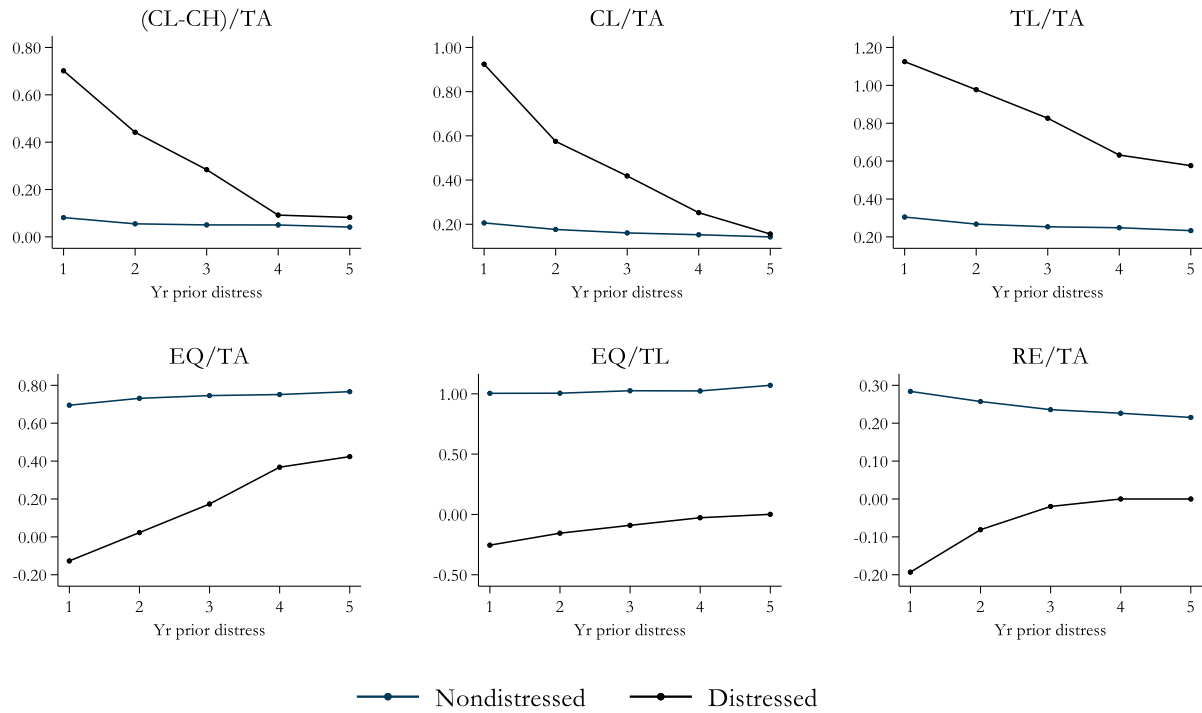 (CL-CH)/TA
0.80
0.60
0.40
0.20
0.00
1 2 3 4 5
Yr prior distress
CL/TA
1.00
0.80
0.60
0.40
0.20
1 2 3 4 5
Yr prior distress
TL/TA
1.20
1.00
0.80
0.60
0.40
0.20
1 2 3 4 5
Yr prior distress
EQ/TA
0.80
0.60
0.40
0.20
0.00
-0.20
1 2 3 4 5
Yr prior distress
EQ/TL
1.00
0.50
0.00
-0.50
1 2 3 4 5
Yr prior distress
RE/TA
0.30
0.20
0.10
0.00
-0.10
-0.20
1 2 3 4 5
Yr prior distress
Nondistressed Distressed